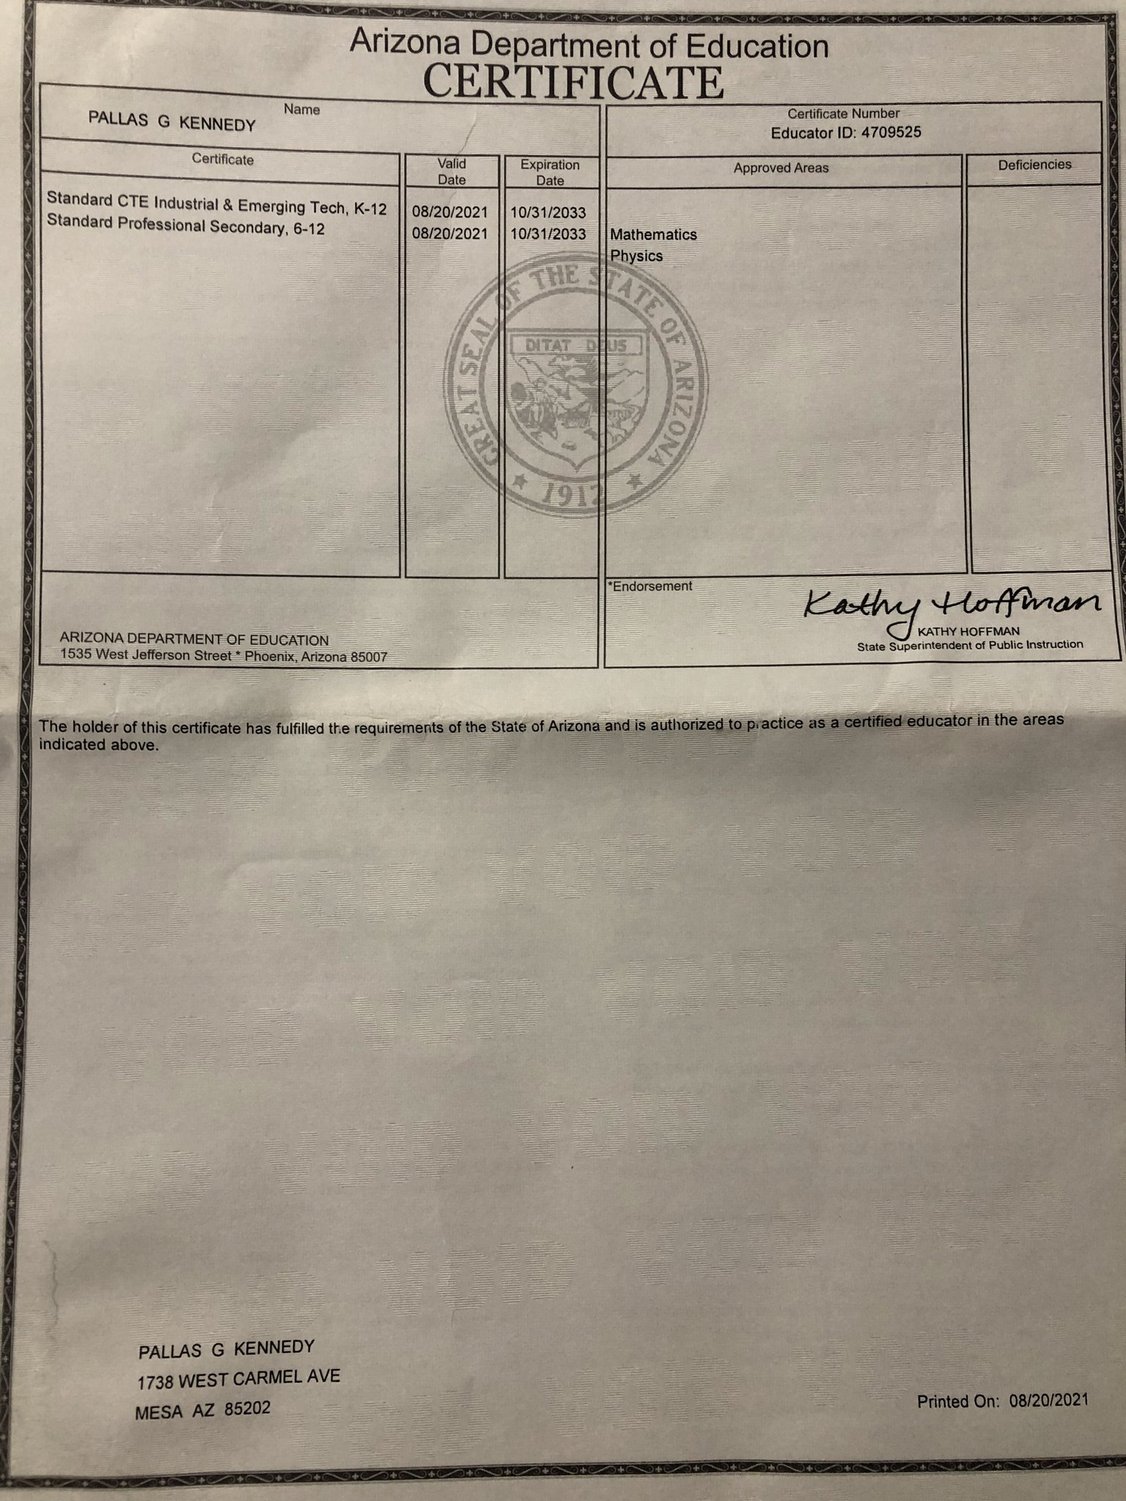 Arizona Department of Education
CERTIFICATE
Name
PALLAS G KENNEDY
Certificate Number
Educator ID: 4709525
Certificate
Valid Date
Expiration Date
Approved Areas
Deficiencies
Standard CTE Industrial & Emerging Tech, K-12 08/20/2021 10/31/2033
Standard Professional Secondary, 6-12 08/20/2021 10/31/2033 Mathematics
Physics
GREAT SEAL OF THE STATE OF ARIZONA
DITAT DEUS
1912
*Endorsement
Kathy Hoffman
KATHY HOFFMAN
State Superintendent of Public Instruction
ARIZONA DEPARTMENT OF EDUCATION
1535 West Jefferson Street * Phoenix, Arizona 85007
The holder of this certificate has fulfilled the requirements of the State of Arizona and is authorized to practice as a certified educator in the areas
indicated above.
PALLAS G KENNEDY
1738 WEST CARMEL AVE
MESA AZ 85202
Printed On: 08/20/2021